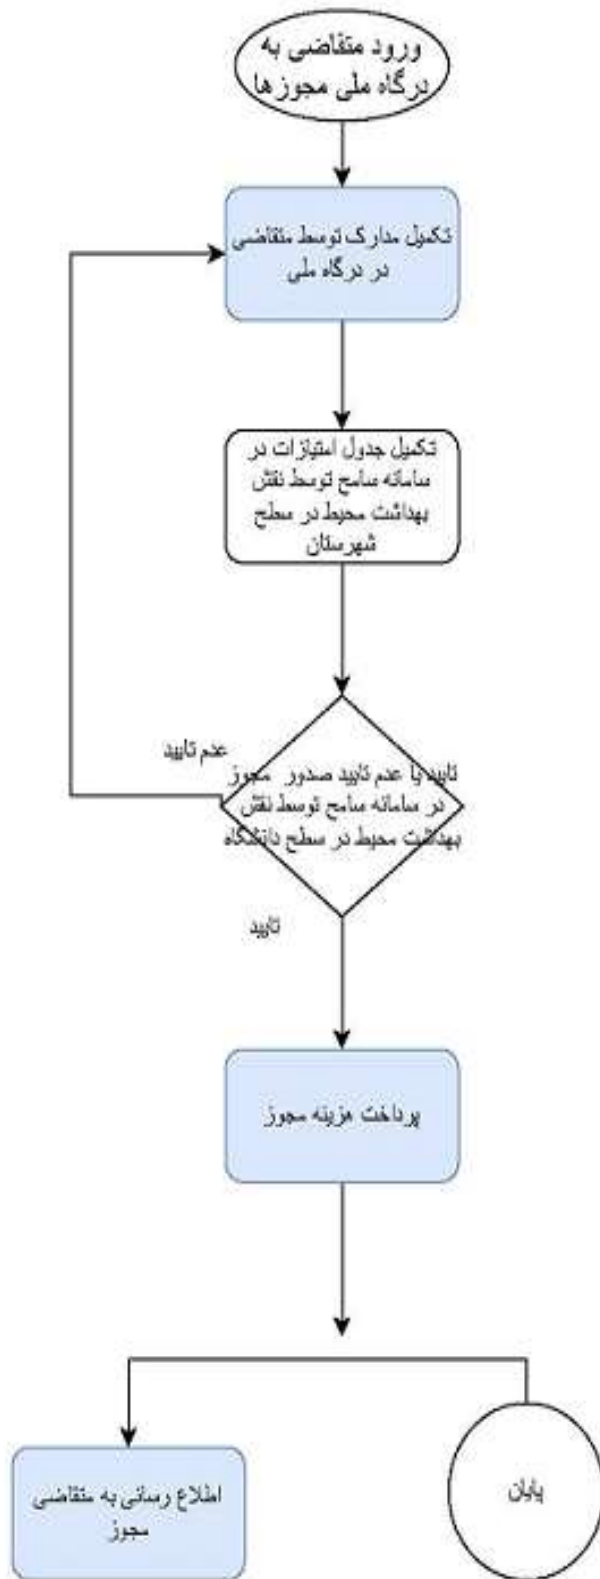 ورود متقاضی به
درگاه ملی مجوزها
تکمیل مدارک توسط متقاضی
در درگاه ملی
تکمیل جدول امتیازات در
سامانه سامح توسط نقش
بهداشت محیط در سطح
شهرستان
عدم تایید
تایید یا عدم تایید صدور مجوز
در سامانه سامح توسط نقش
بهداشت محیط در سطح دانشگاه
تایید
پرداخت هزینه مجوز
اطلاع رسانی به متقاضی
مجوز
پایان